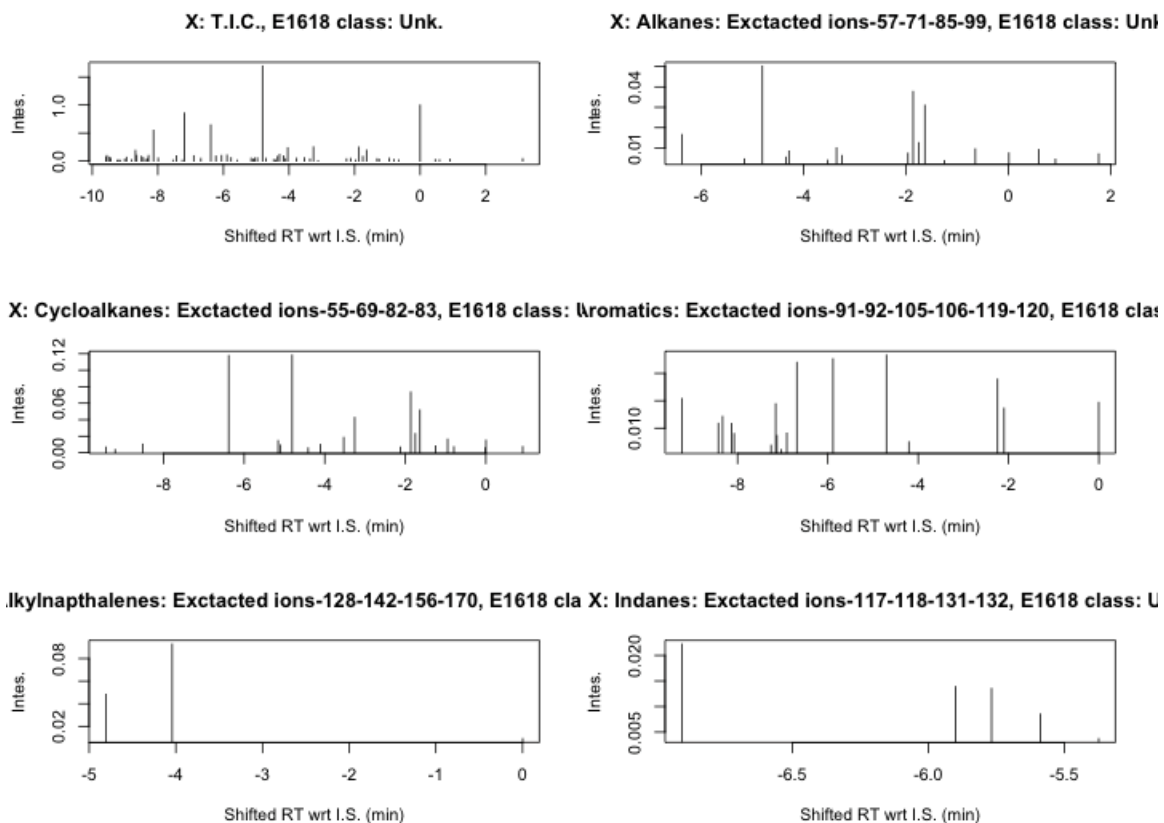 X: T.I.C., E1618 class: Unk.
Intes.
1.0
0.0
-10 -8 -6 -4 -2 0 2
Shifted RT wrt I.S. (min)
X: Alkanes: Exctacted ions-57-71-85-99, E1618 class: Unk
Intes.
0.04
0.01
-6 -4 -2 0 2
Shifted RT wrt I.S. (min)
X: Cycloalkanes: Exctacted ions-55-69-82-83, E1618 class: U
Intes.
0.12
0.06
0.00
-8 -6 -4 -2 0
Shifted RT wrt I.S. (min)
Aromatics: Exctacted ions-91-92-105-106-119-120, E1618 clas
Intes.
0.010
-8 -6 -4 -2 0
Shifted RT wrt I.S. (min)
lkylnapthalenes: Exctacted ions-128-142-156-170, E1618 cla
Intes.
0.08
0.02
-5 -4 -3 -2 -1 0
Shifted RT wrt I.S. (min)
X: Indanes: Exctacted ions-117-118-131-132, E1618 class: U
Intes.
0.020
0.005
-6.5 -6.0 -5.5
Shifted RT wrt I.S. (min)